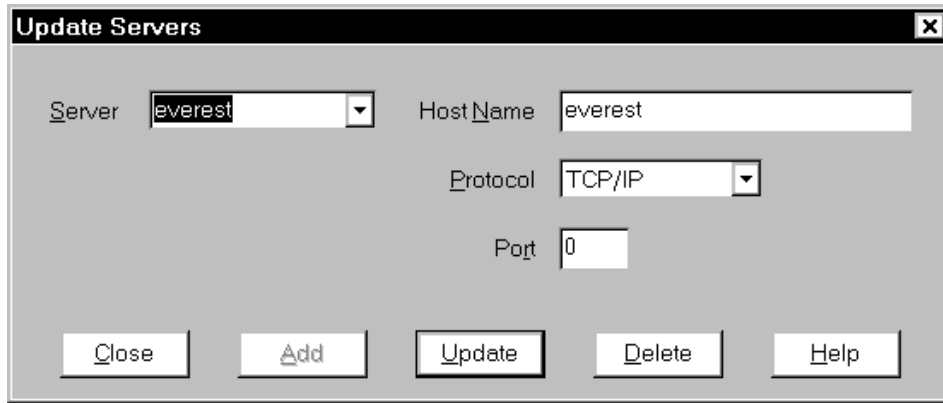 Update Servers
Server everest Host Name everest
Protocol TCP/IP
Port 0
Close Add Update Delete Help